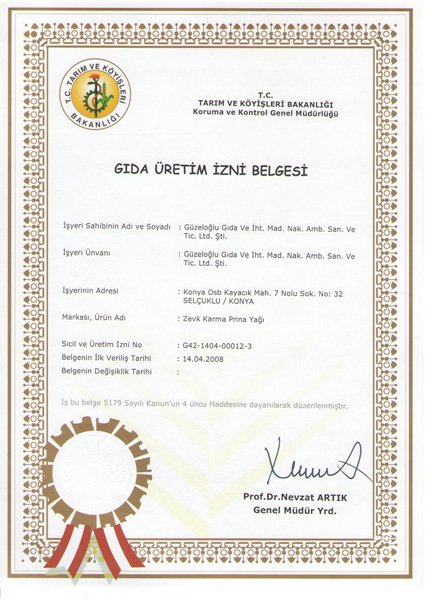 T.C. TARIM VE KÖYİŞLERİ
BAKANLIĞI
T.C.
TARIM VE KÖYİŞLERİ BAKANLIĞI
Koruma ve Kontrol Genel Müdürlüğü
GIDA ÜRETİM İZNİ BELGESİ
İşyeri Sahibinin Adı ve Soyadı : Güzeloğlu Gıda Ve İht. Mad. Nak. Amb. San. Ve
Tic. Ltd. Şti.
İşyeri Ünvanı : Güzeloğlu Gıda Ve İht. Mad. Nak. Amb. San. Ve
Tic. Ltd. Şti.
İşyerinin Adresi : Konya Osb Kayacık Mah. 7 Nolu Sok. No: 32
SELÇUKLU / KONYA
Markası, Ürün Adı : Zevk Karma Prina Yağı
Sicil ve Üretim İzni No : G42-1404-00012-3
Belgenin İlk Veriliş Tarihi : 14.04.2008
Belgenin Değişiklik Tarihi :
İş bu belge 5179 Sayılı Kanun'un 4 üncu Maddesine dayanılarak düzenlenmiştir.
Prof.Dr.Nevzat ARTIK
Genel Müdür Yrd.